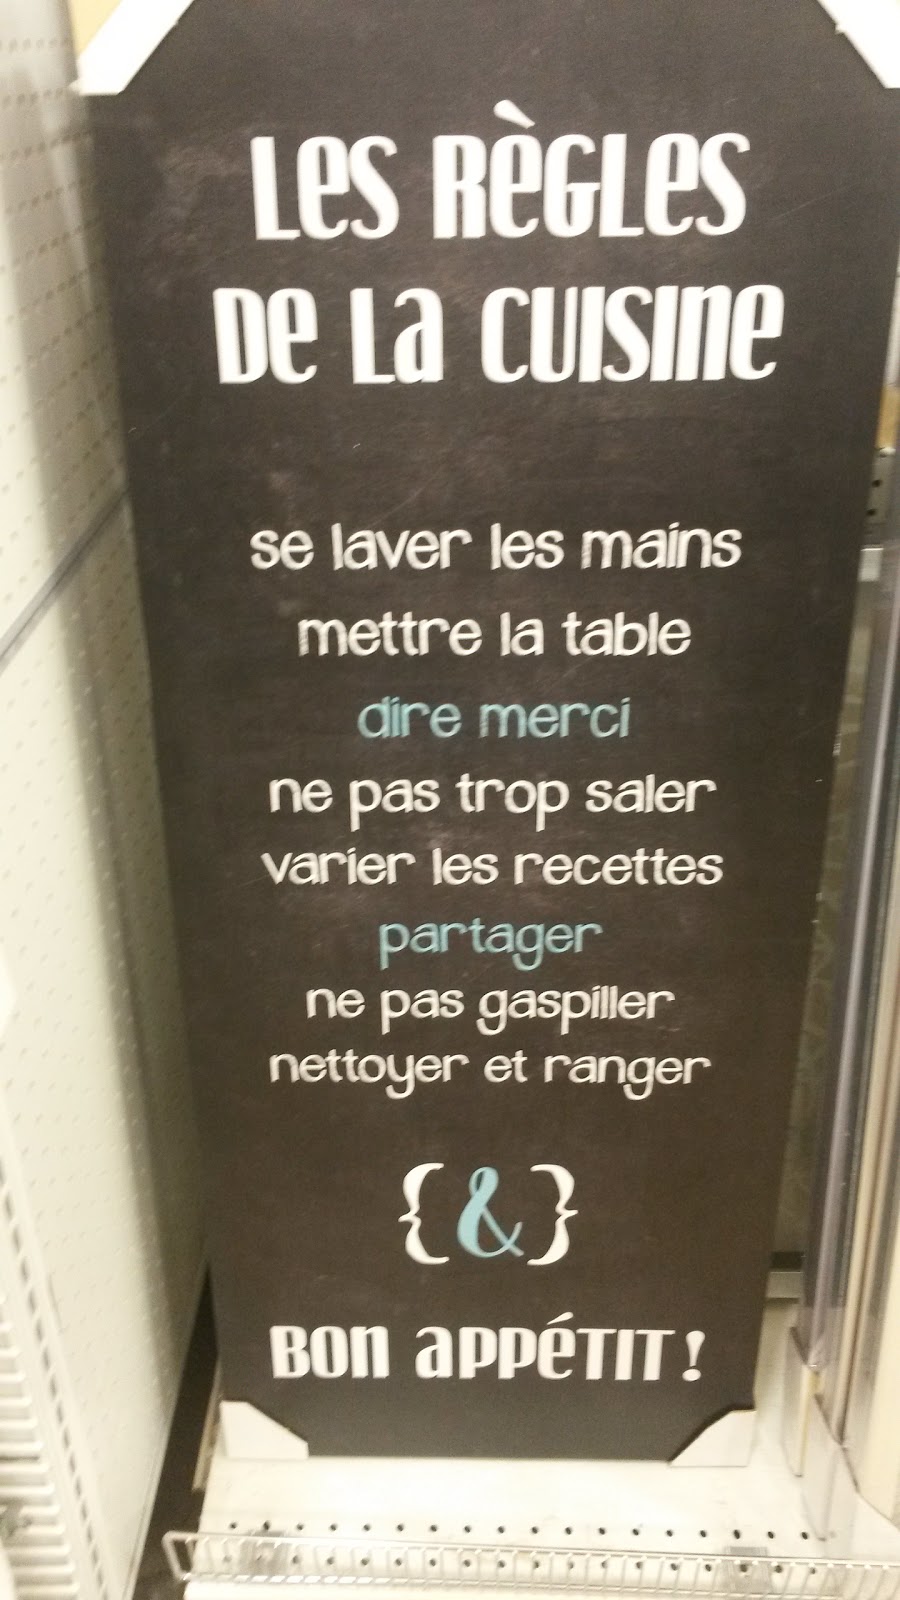 Les Règles
de la cuisine
se laver les mains
mettre la table
dire merci
ne pas trop saler
varier les recettes
partager
ne pas gaspiller
nettoyer et ranger
{&}
Bon appétit!